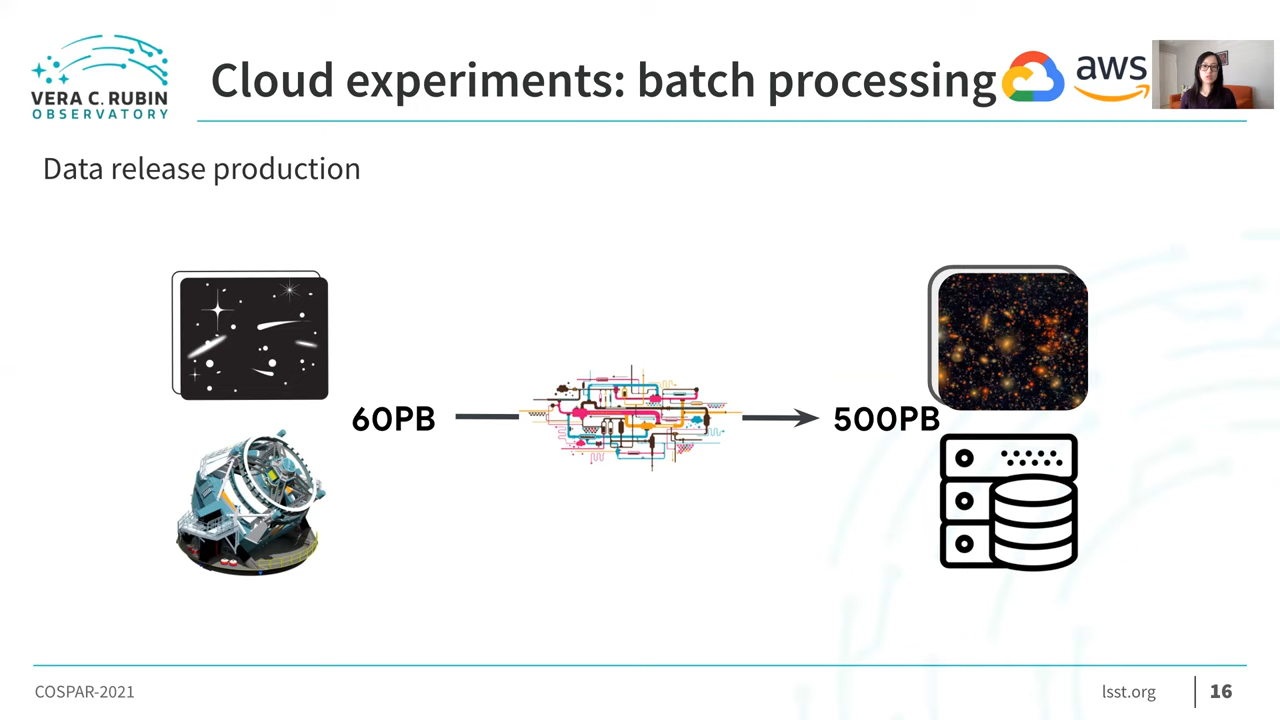 VERA C. RUBIN
OBSERVATORY
Cloud experiments: batch processing
aws
Data release production
60PB
500PB
COSPAR-2021
lsst.org
16